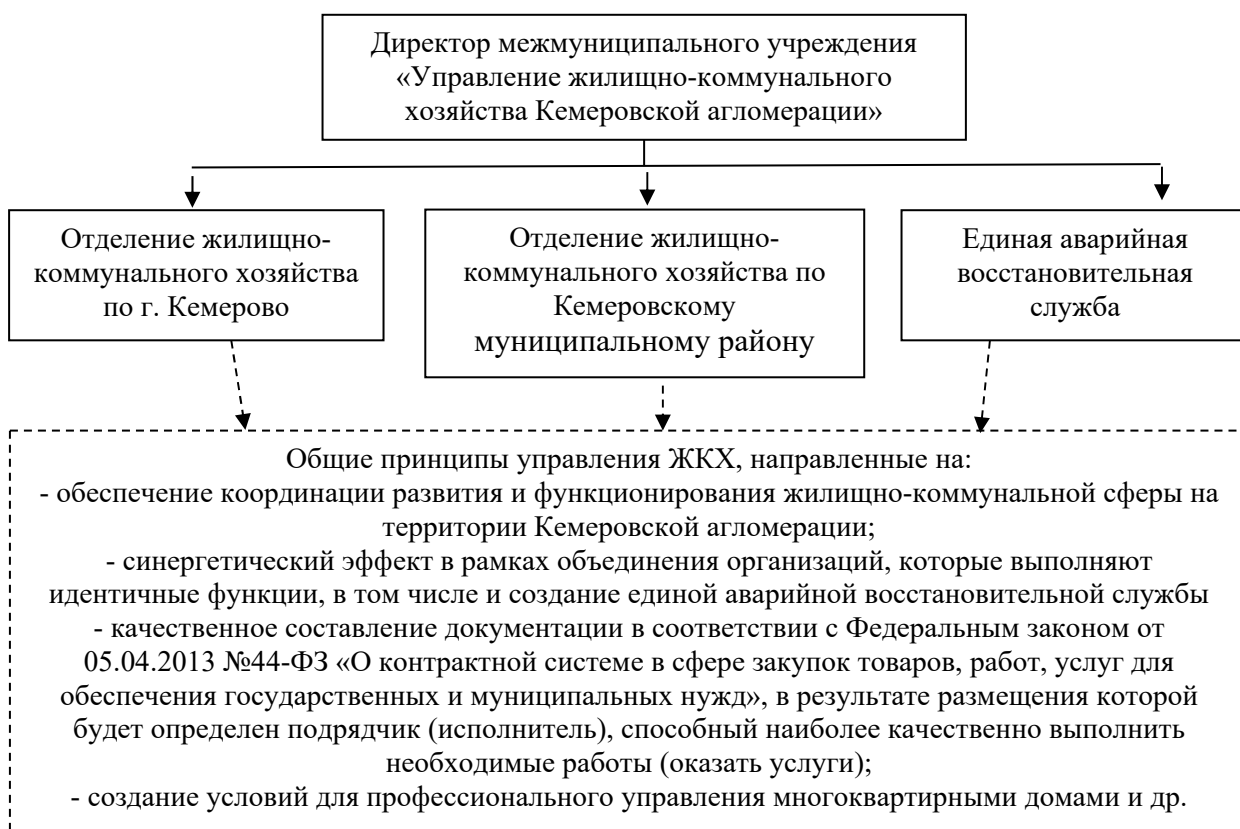 Директор межмуниципального учреждения
«Управление жилищно-коммунального
хозяйства Кемеровской агломерации»
Отделение жилищно-
коммунального хозяйства
по г. Кемерово
Отделение жилищно-
коммунального хозяйства по
Кемеровскому
муниципальному району
Единая аварийная
восстановительная
служба
Общие принципы управления ЖКХ, направленные на:
- обеспечение координации развития и функционирования жилищно-коммунальной сферы на
территории Кемеровской агломерации;
- синергетический эффект в рамках объединения организаций, которые выполняют
идентичные функции, в том числе и создание единой аварийной восстановительной службы
- качественное составление документации в соответствии с Федеральным законом от
05.04.2013 №44-ФЗ «О контрактной системе в сфере закупок товаров, работ, услуг для
обеспечения государственных и муниципальных нужд», в результате размещения которой
будет определен подрядчик (исполнитель), способный наиболее качественно выполнить
необходимые работы (оказать услуги);
- создание условий для профессионального управления многоквартирными домами и др.